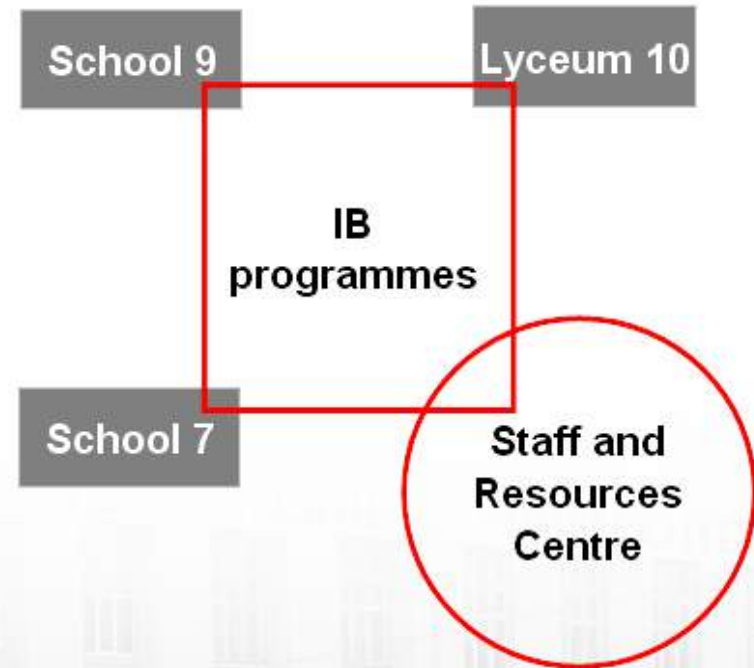 School 9
Lyceum 10
IB
programmes
School 7
Staff and
Resources
Centre